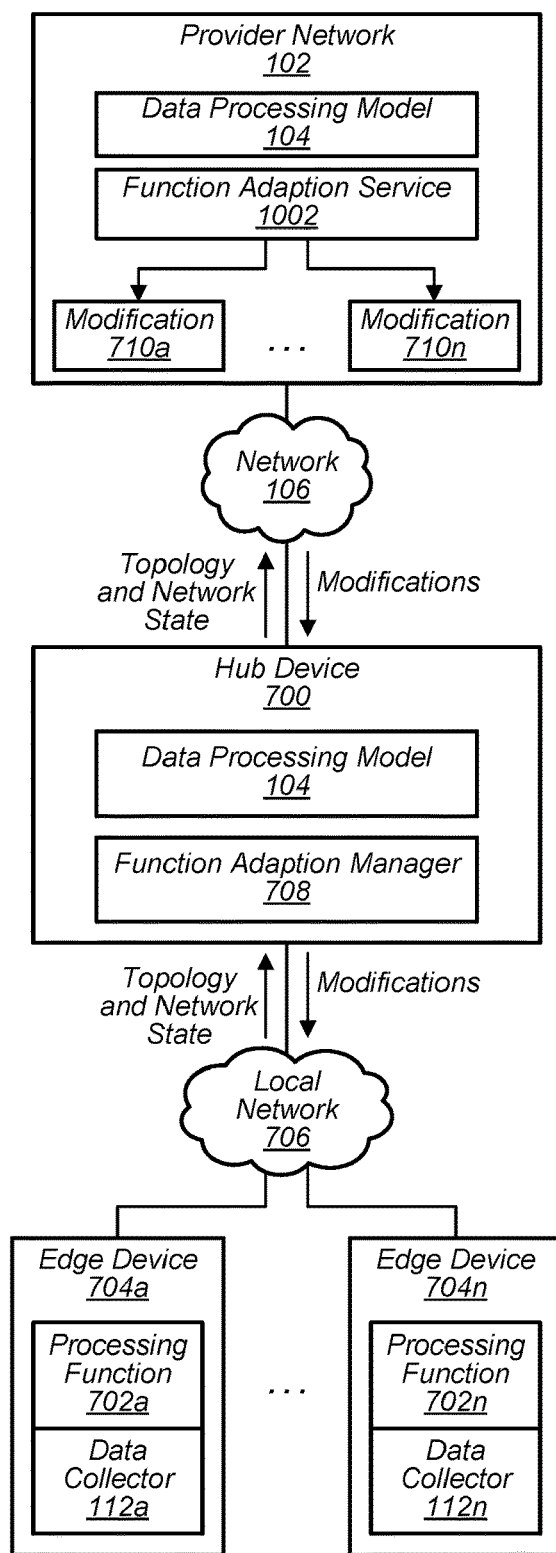 Provider Network
102
Data Processing Model
104
Function Adaption Service
1002
Modification
710a
. . .
Modification
710n
Network
106
Topology
and Network
State
Modifications
Hub Device
700
Data Processing Model
104
Function Adaption Manager
708
Topology
and Network
State
Modifications
Local
Network
706
Edge Device
704a
Processing
Function
702a
Data
Collector
112a
. . .
Edge Device
704n
Processing
Function
702n
Data
Collector
112n